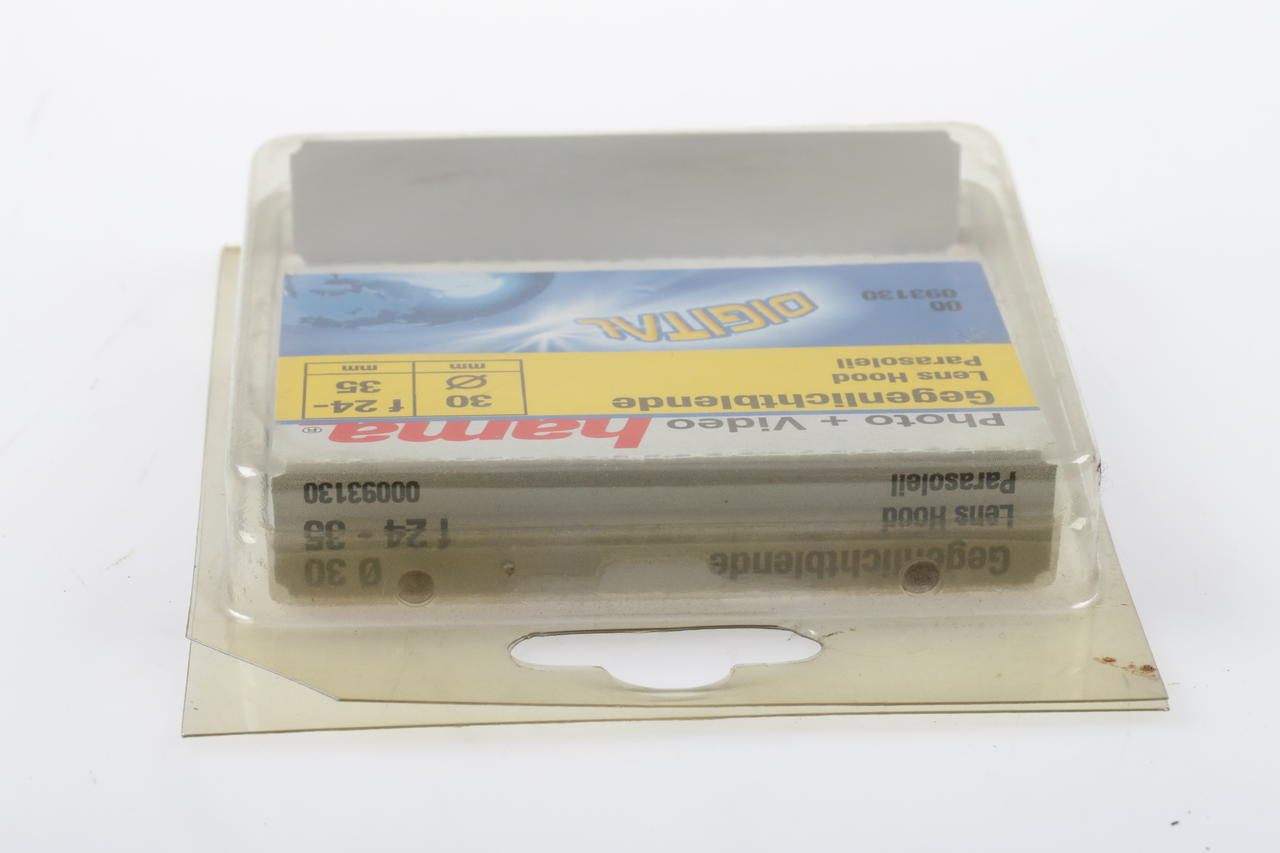 Ø 30
Gegenlichtblende
f 24 - 35
Lens Hood
00093130
Parasoleil
Photo + Video hama®
Gegenlichtblende
Lens Hood
Parasoleil
30
Ø
mm
f 24-
35
mm
DIGITAL
00
093130